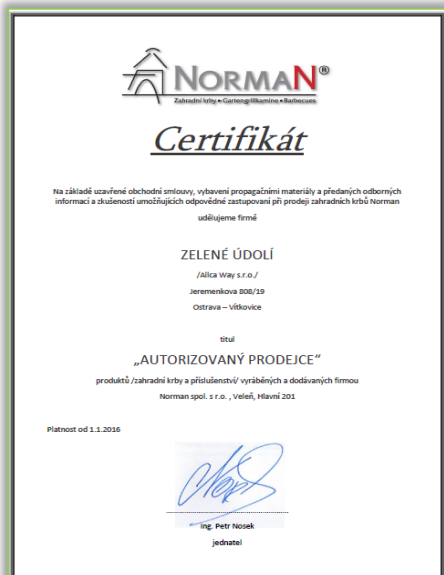 NORMAN®
Zahradní krby • Gartengrillkamine • Barbecues
Certifikát
Na základě uzavřené obchodní smlouvy, vybavení propagačními materiály a předaných odborných
informací a zkušeností umožňujících odpovědné zastupovaní při prodeji zahradních krbů Norman
udělujeme firmě
ZELENÉ ÚDOLÍ
/Allca Way s.r.o./
Jeremenkova 808/19
Ostrava – Vítkovice
titul
„AUTORIZOVANÝ PRODEJCE“
produktů /zahradní krby a příslušenství/ vyráběných a dodávaných firmou
Norman spol. s r.o. , Veleň, Hlavní 201
Platnost od 1.1.2016
ing. Petr Nosek
jednatel